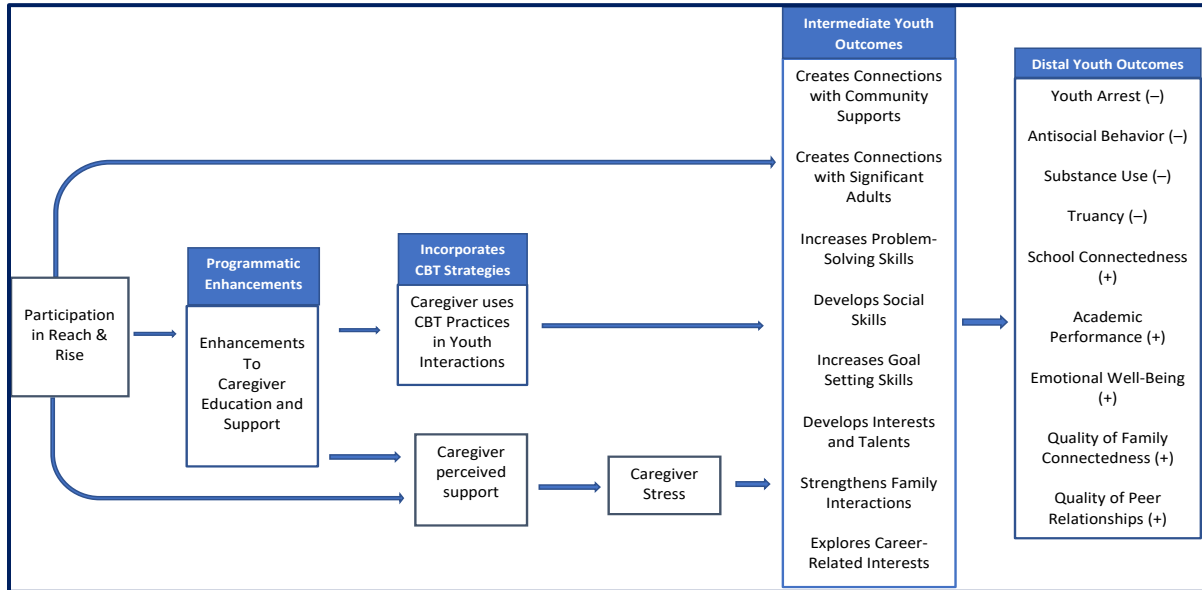 Participation
in Reach &
Rise
Programmatic
Enhancements
Enhancements
To
Caregiver
Education and
Support
Incorporates
CBT Strategies
Caregiver uses
CBT Practices
in Youth
Interactions
Caregiver
perceived
support
Caregiver
Stress
Intermediate Youth
Outcomes
Creates Connections
with Community
Supports
Creates Connections
with Significant
Adults
Increases Problem-
Solving Skills
Develops Social
Skills
Increases Goal
Setting Skills
Develops Interests
and Talents
Strengthens Family
Interactions
Explores Career-
Related Interests
Distal Youth Outcomes
Youth Arrest (–)
Antisocial Behavior (–)
Substance Use (–)
Truancy (–)
School Connectedness
(+)
Academic
Performance (+)
Emotional Well-Being
(+)
Quality of Family
Connectedness (+)
Quality of Peer
Relationships (+)